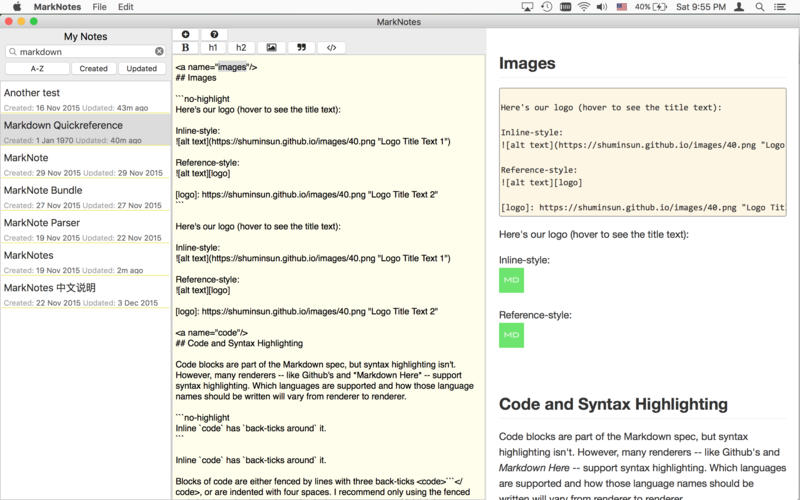 MarkNotes File Edit 40% Sat 9:55 PM
MarkNotes
My Notes
markdown
A-Z Created Updated
Another test
Created: 16 Nov 2015 Updated: 43m ago
Markdown Quickreference
Created: 1 Jan 1970 Updated: 40m ago
MarkNote
Created: 29 Nov 2015 Updated: 29 Nov 2015
MarkNote Bundle
Created: 27 Nov 2015 Updated: 27 Nov 2015
MarkNote Parser
Created: 19 Nov 2015 Updated: 22 Nov 2015
MarkNotes
Created: 19 Nov 2015 Updated: 2m ago
MarkNotes 中文说明
Created: 22 Nov 2015 Updated: 3 Dec 2015
B h1 h2 </>
<a name="images"/>
## Images
```no-highlight
Here's our logo (hover to see the title text):
Inline-style:
![alt text](https://shuminsun.github.io/images/40.png "Logo Title Text 1")
Reference-style:
![alt text][logo]
[logo]: https://shuminsun.github.io/images/40.png "Logo Title Text 2"
```
Here's our logo (hover to see the title text):
Inline-style:
![alt text](https://shuminsun.github.io/images/40.png "Logo Title Text 1")
Reference-style:
![alt text][logo]
[logo]: https://shuminsun.github.io/images/40.png "Logo Title Text 2"
<a name="code"/>
## Code and Syntax Highlighting
Code blocks are part of the Markdown spec, but syntax highlighting isn't.
However, many renderers -- like Github's and *Markdown Here* -- support
syntax highlighting. Which languages are supported and how those language
names should be written will vary from renderer to renderer.
```no-highlight
Inline `code` has `back-ticks around` it.
```
Inline `code` has `back-ticks around` it.
Blocks of code are either fenced by lines with three back-ticks <code>```</
code>, or are indented with four spaces. I recommend only using the fenced
Images
Here's our logo (hover to see the title text):
Inline-style:
![alt text](https://shuminsun.github.io/images/40.png "Logo
Reference-style:
![alt text][logo]
[logo]: https://shuminsun.github.io/images/40.png "Logo Tit
Here's our logo (hover to see the title text):
Inline-style:
MD
Reference-style:
MD
Code and Syntax Highlighting
Code blocks are part of the Markdown spec, but syntax
highlighting isn't. However, many renderers -- like Github's and
Markdown Here -- support syntax highlighting. Which languages
are supported and how those language names should be
written will vary from renderer to renderer.